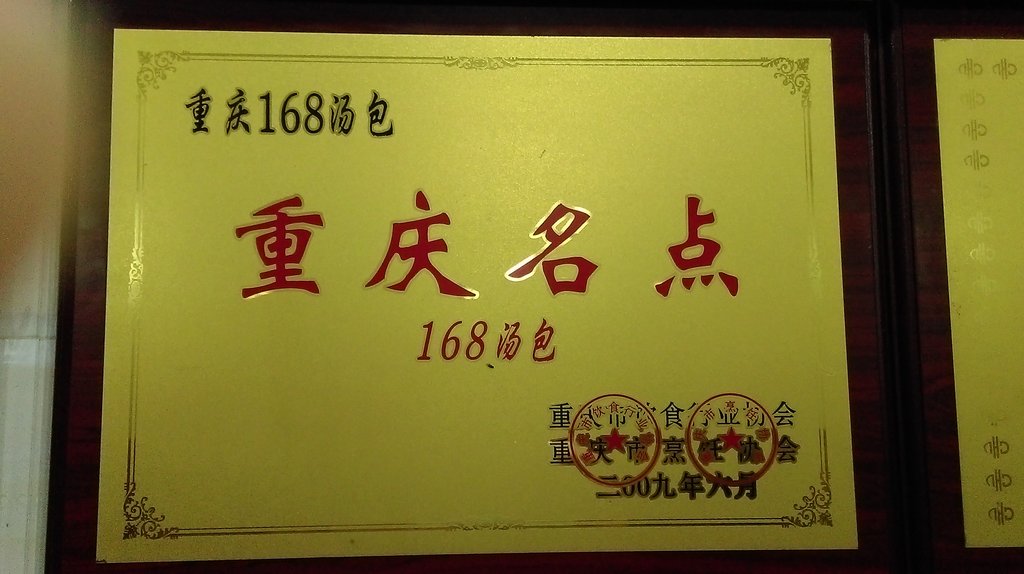 重庆168汤包
重庆名点
168汤包
重庆市饮食行业协会
重庆市烹饪协会
二00九年六月